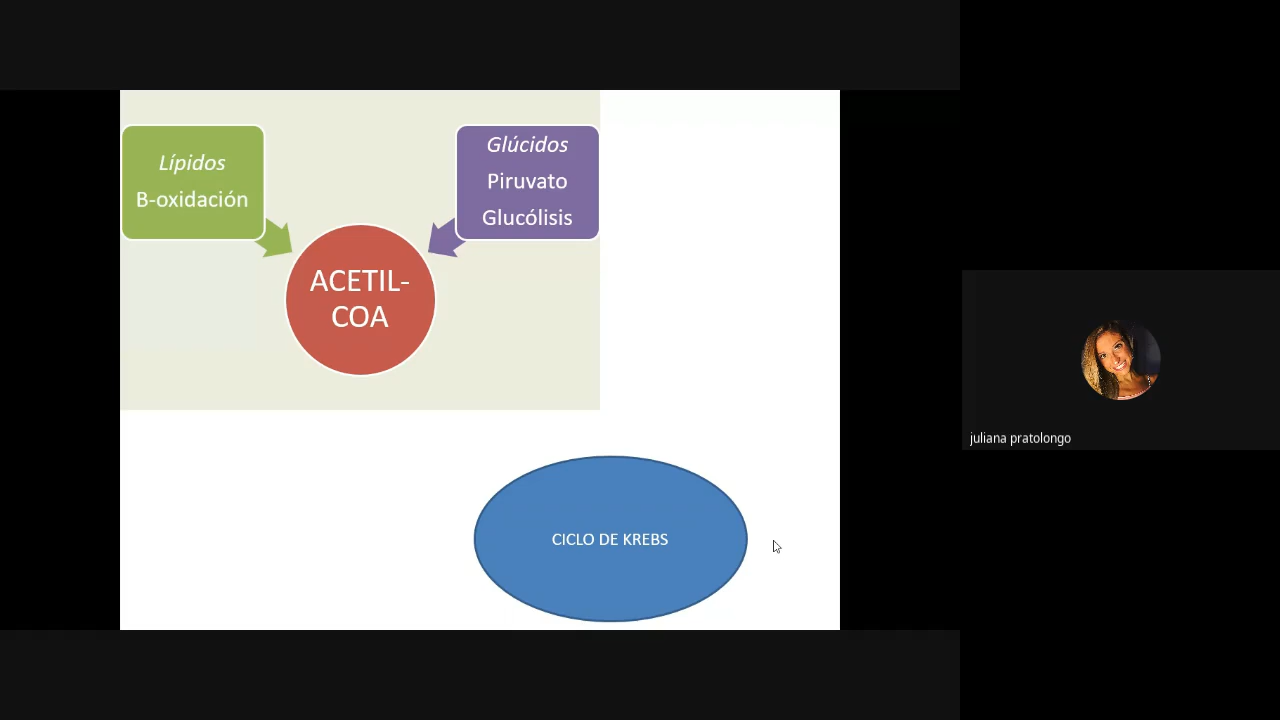 Lípidos
B-oxidación
Glúcidos
Piruvato
Glucólisis
ACETIL-
COA
CICLO DE KREBS
juliana pratolongo